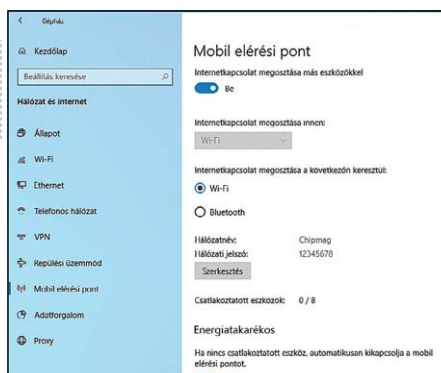 Gépház
Kezdőlap
Beállítás keresése
Hálózat és internet
Állapot
Wi-Fi
Ethernet
Telefonos hálózat
VPN
Repülési üzemmód
Mobil elérési pont
Adatforgalom
Proxy
Mobil elérési pont
Internetkapcsolat megosztása más eszközökkel
Be
Internetkapcsolat megosztása innen:
Wi-Fi
Internetkapcsolat megosztása a következőn keresztül:
Wi-Fi
Bluetooth
Hálózatnév: Chipmag
Hálózati jelszó: 12345678
Szerkesztés
Csatlakoztatott eszközök: 0 / 8
Energiatakarékos
Ha nincs csatlakoztatott eszköz, automatikusan kikapcsolja a mobil
elérési pontot.